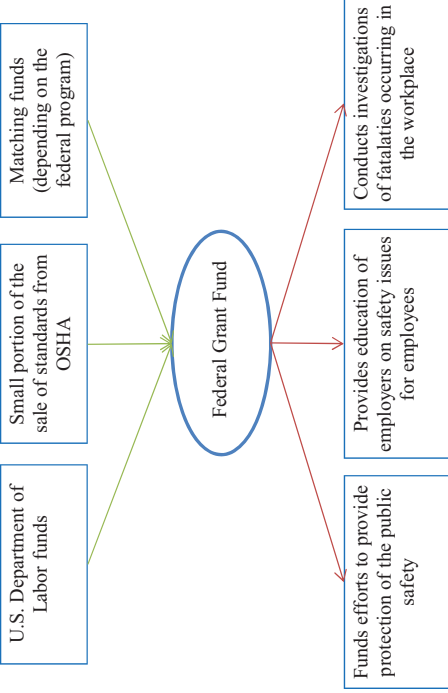 U.S. Department of
Labor funds
Small portion of the
sale of standards from
OSHA
Matching funds
(depending on the
federal program)
Federal Grant Fund
Funds efforts to provide
protection of the public
safety
Provides education of
employers on safety issues
for employees
Conducts investigations
of fatalaties occurring in
the workplace